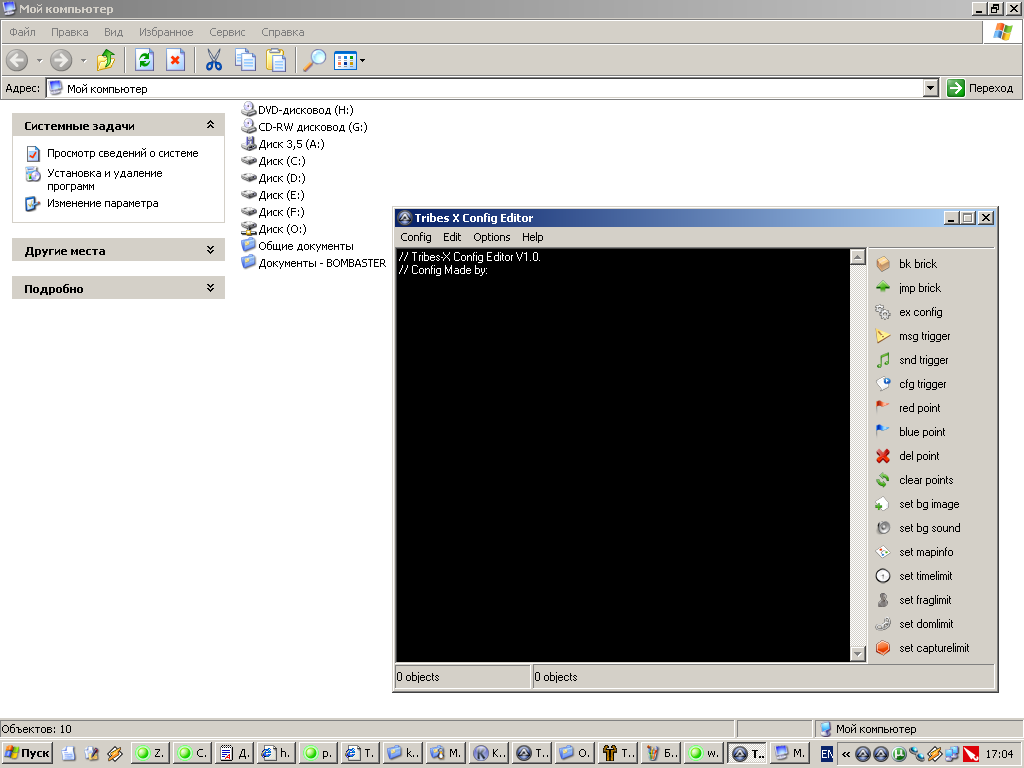 Мой компьютер
Файл Правка Вид Избранное Сервис Справка
Адрес: Мой компьютер Переход
Системные задачи
Просмотр сведений о системе
Установка и удаление
программ
Изменение параметра
Другие места
Подробно
DVD-дисковод (H:)
CD-RW дисковод (G:)
Диск 3,5 (A:)
Диск (C:)
Диск (D:)
Диск (E:)
Диск (F:)
Диск (O:)
Общие документы
Документы - BOMBASTER
Tribes X Config Editor
Config Edit Options Help
// Tribes-X Config Editor V1.0.
// Config Made by:
bk brick
jmp brick
ex config
msg trigger
snd trigger
cfg trigger
red point
blue point
del point
clear points
set bg image
set bg sound
set mapinfo
set timelimit
set fraglimit
set domlimit
set capturelimit
0 objects 0 objects
Объектов: 10 Мой компьютер
Пуск Z. С. Д. h. p. T. k.. M. K.. T.. O. T.. Б.. w. T.. M. EN « 17:04